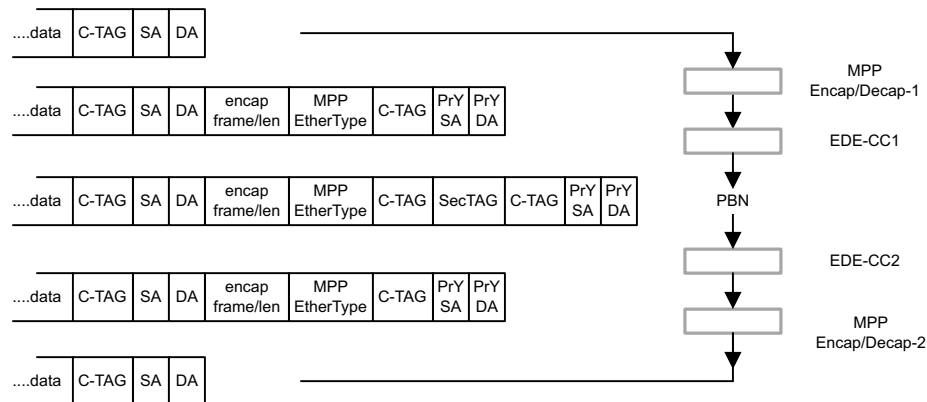 ....data C-TAG SA DA
MPP
Encap/Decap-1
....data C-TAG SA DA encap frame/len MPP EtherType C-TAG PrY SA PrY DA
EDE-CC1
....data C-TAG SA DA encap frame/len MPP EtherType C-TAG SecTAG C-TAG PrY SA PrY DA
PBN
EDE-CC2
....data C-TAG SA DA encap frame/len MPP EtherType C-TAG PrY SA PrY DA
MPP
Encap/Decap-2
....data C-TAG SA DA